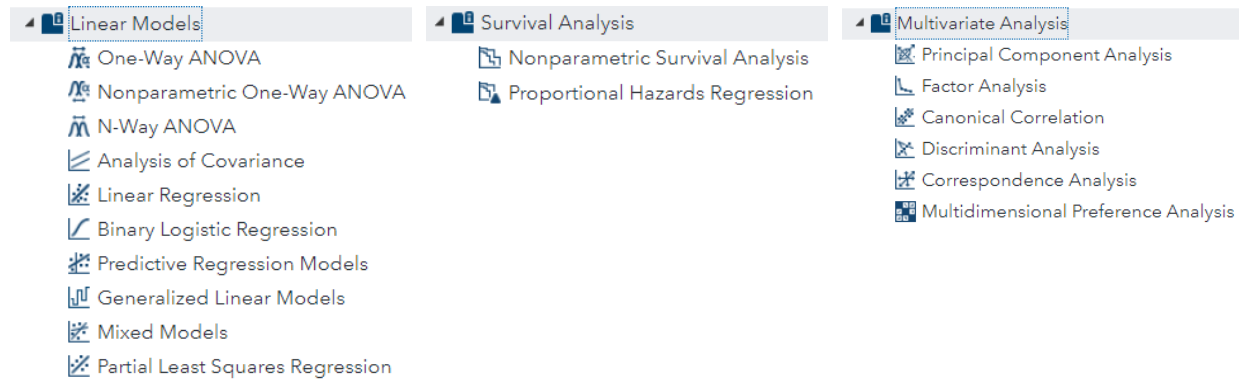 Linear Models
One-Way ANOVA
Nonparametric One-Way ANOVA
N-Way ANOVA
Analysis of Covariance
Linear Regression
Binary Logistic Regression
Predictive Regression Models
Generalized Linear Models
Mixed Models
Partial Least Squares Regression
Survival Analysis
Nonparametric Survival Analysis
Proportional Hazards Regression
Multivariate Analysis
Principal Component Analysis
Factor Analysis
Canonical Correlation
Discriminant Analysis
Correspondence Analysis
Multidimensional Preference Analysis